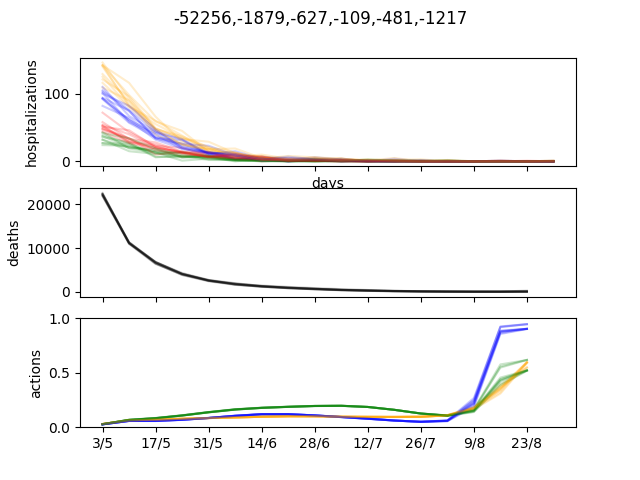 -52256,-1879,-627,-109,-481,-1217
hospitalizations
100
0
days
deaths
20000
10000
0
actions
1.0
0.5
0.0
3/5 17/5 31/5 14/6 28/6 12/7 26/7 9/8 23/8